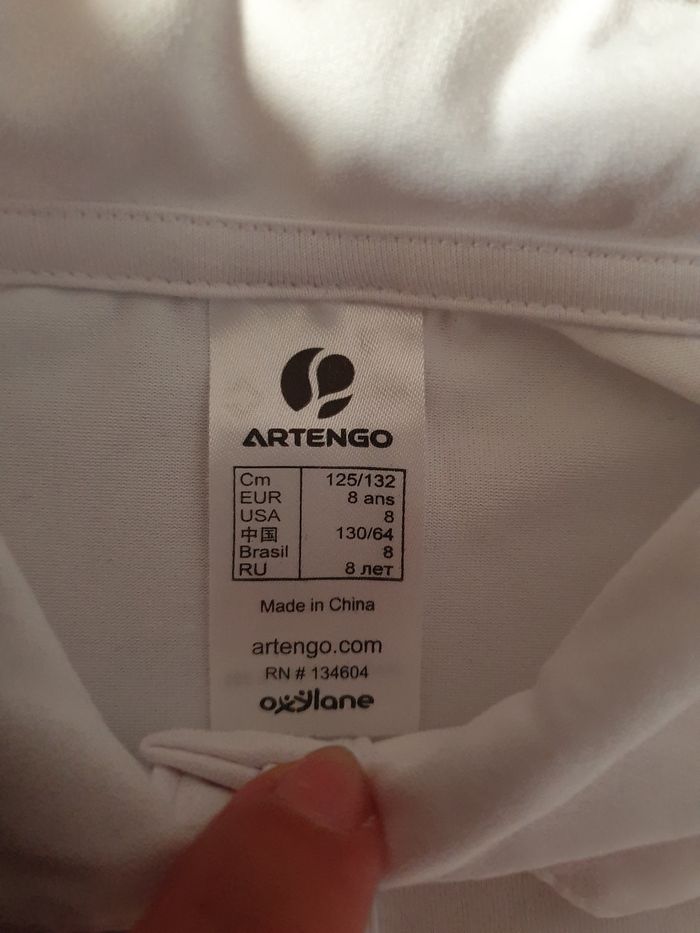 ARTENGO
Cm 125/132
EUR 8 ans
USA 8
中国 130/64
Brasil 8
RU 8 лет
Made in China
artengo.com
RN # 134604
oxylane